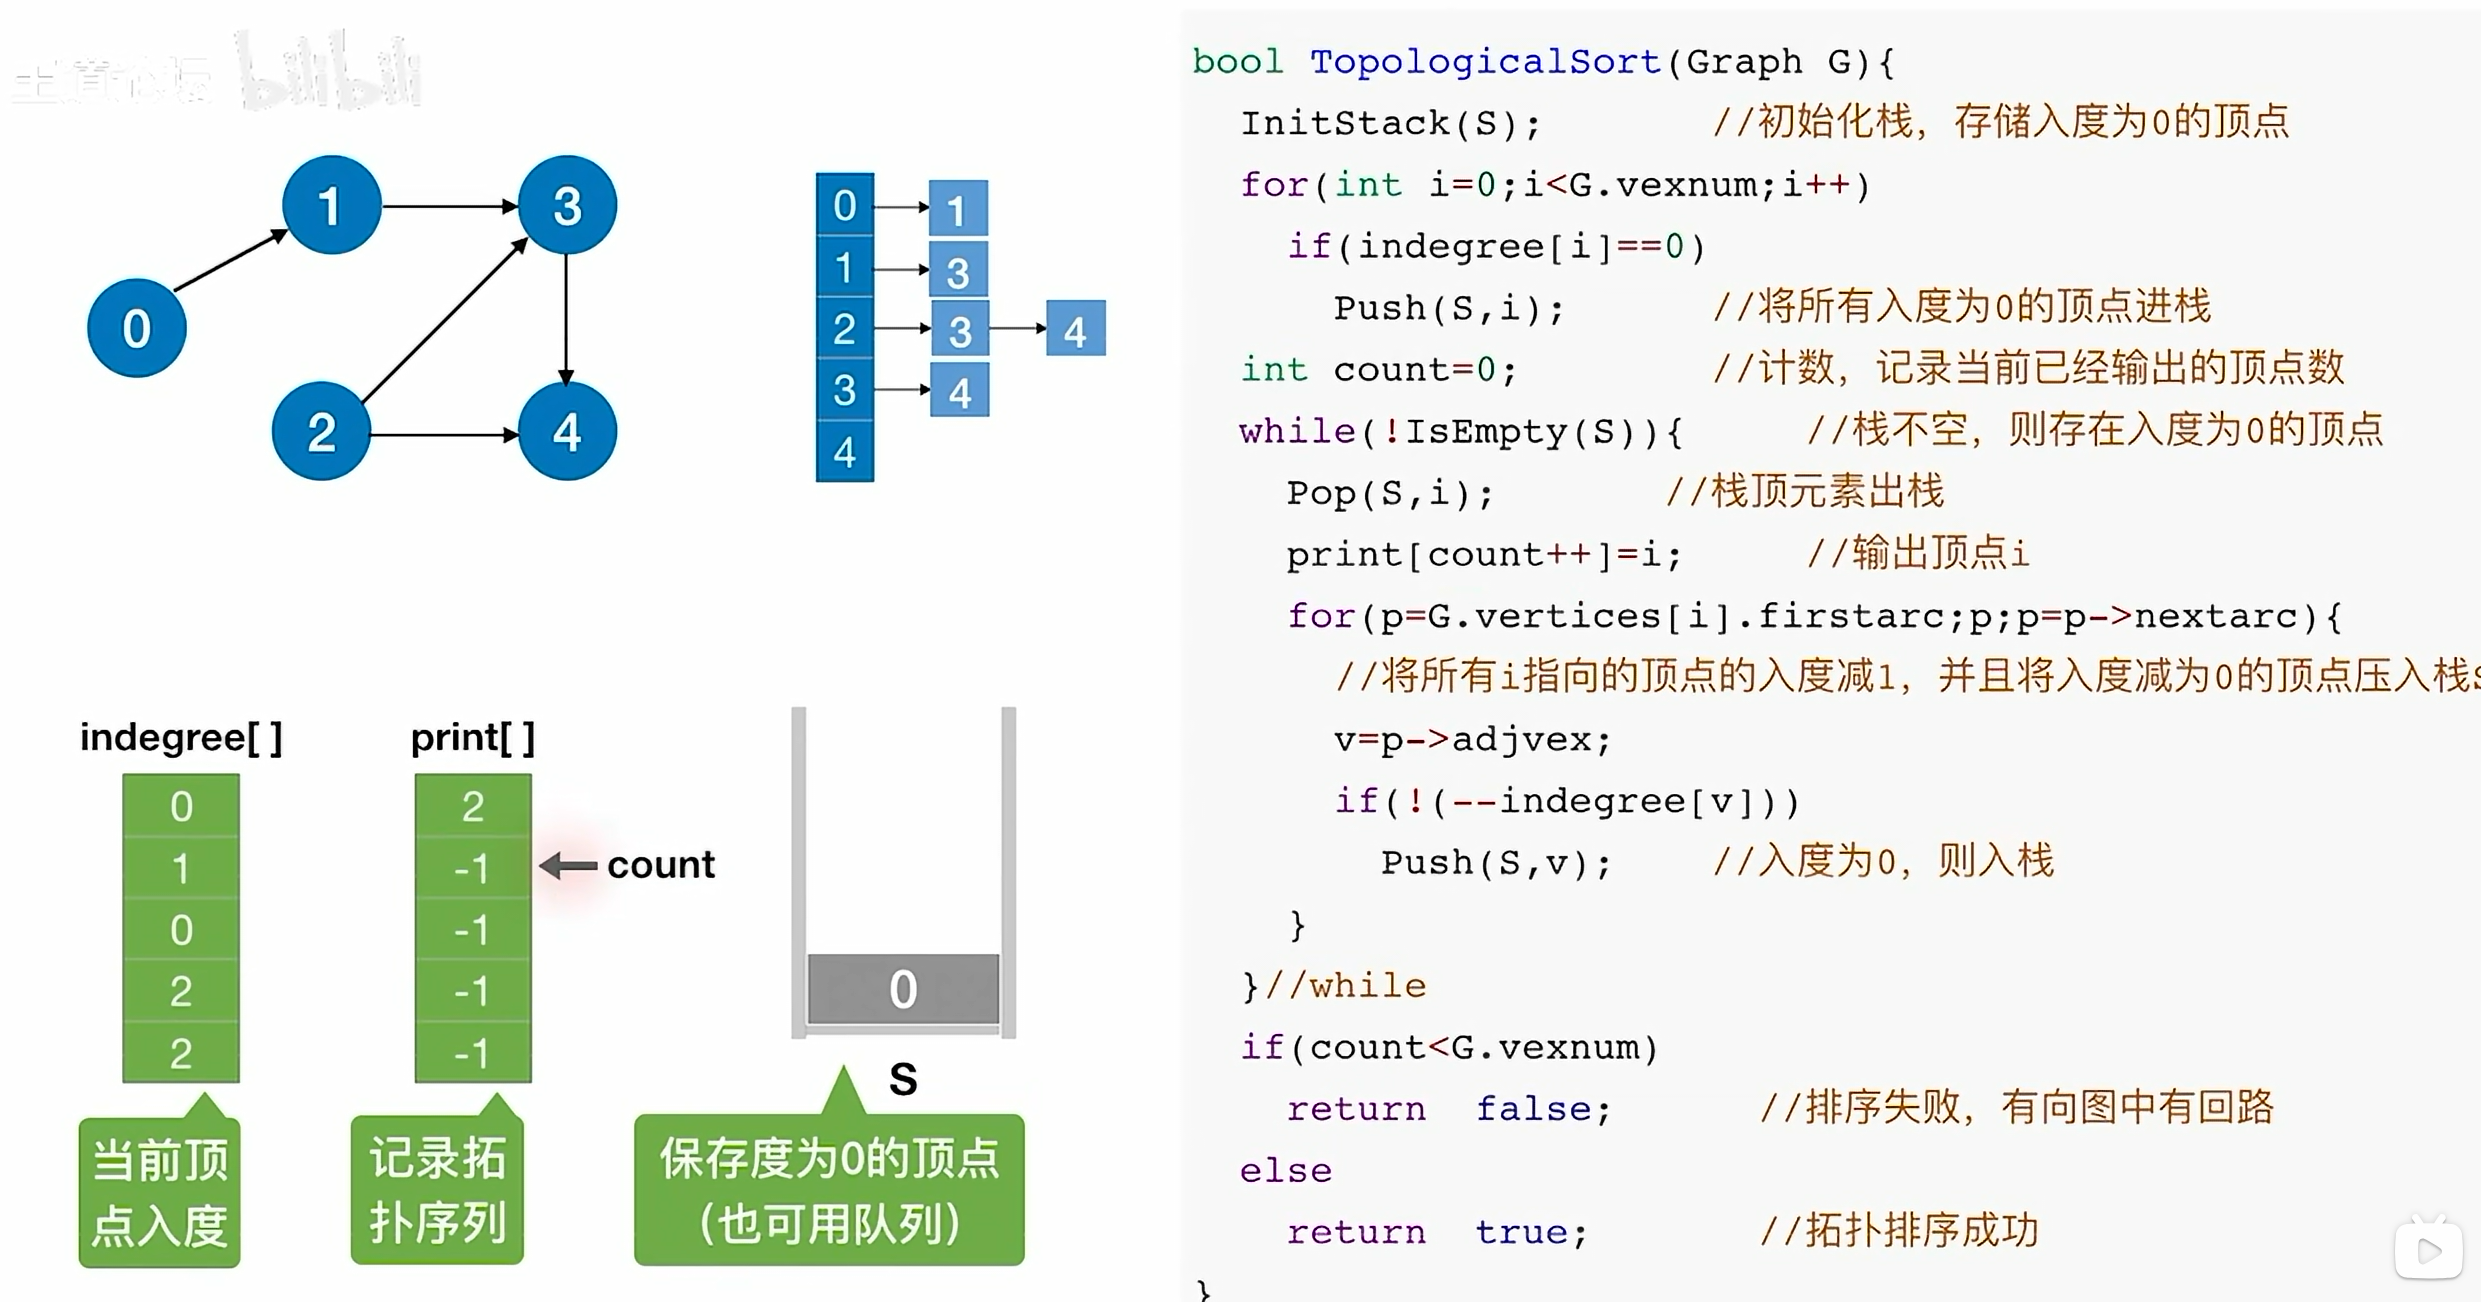 王道论坛 bilibili
1
3
0
2
4
0 1
1 3
2 3 4
3 4
4
indegree[ ]
0
1
0
2
2
当前顶
点入度
print[ ]
2
-1
-1
-1
-1
count
记录拓
扑序列
0
S
保存度为0的顶点
(也可用队列)
bool TopologicalSort(Graph G){
InitStack(S); //初始化栈，存储入度为0的顶点
for(int i=0;i<G.vexnum;i++)
if(indegree[i]==0)
Push(S,i); //将所有入度为0的顶点进栈
int count=0; //计数，记录当前已经输出的顶点数
while(!IsEmpty(S)){ //栈不空，则存在入度为0的顶点
Pop(S,i); //栈顶元素出栈
print[count++]=i; //输出顶点i
for(p=G.vertices[i].firstarc;p;p=p->nextarc){
//将所有i指向的顶点的入度减1，并且将入度减为0的顶点压入栈S
v=p->adjvex;
if(!(--indegree[v]))
Push(S,v); //入度为0，则入栈
}
}//while
if(count<G.vexnum)
return false; //排序失败，有向图中有回路
else
return true; //拓扑排序成功
}